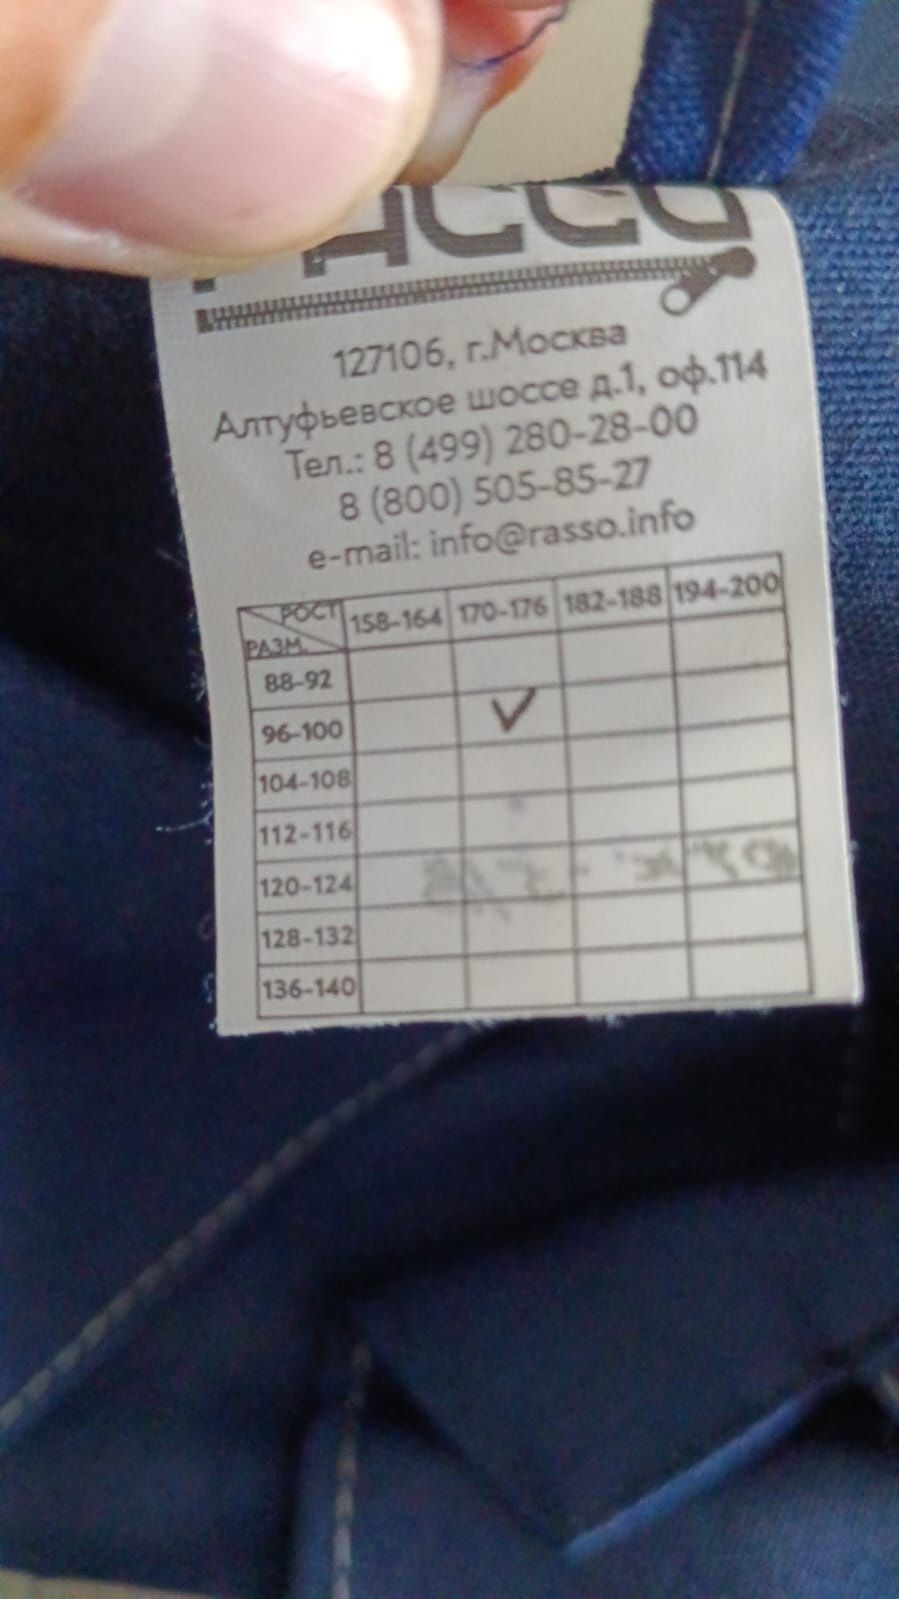 РАССО
127106, г.Москва
Алтуфьевское шоссе д.1, оф.114
Тел.: 8 (499) 280-28-00
8 (800) 505-85-27
e-mail: info@rasso.info
РОСТ 158-164 170-176 182-188 194-200
РАЗМ.
88-92
96-100 ✓
104-108
112-116
120-124
128-132
136-140